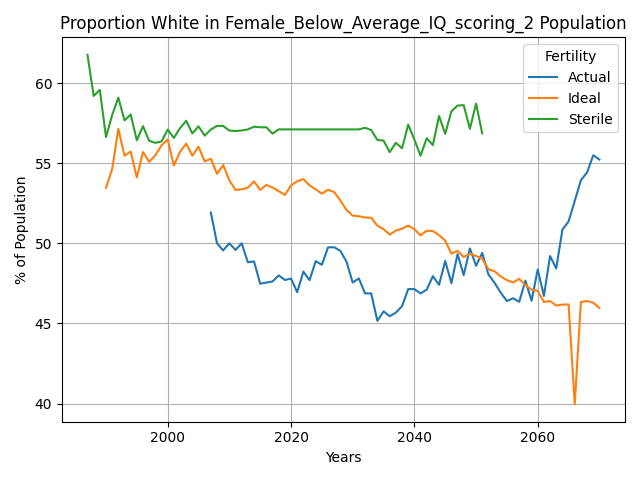 Proportion White in Female_Below_Average_IQ_scoring_2 Population
Fertility
Actual
Ideal
Sterile
% of Population
60
55
50
45
40
2000
2020
2040
2060
Years